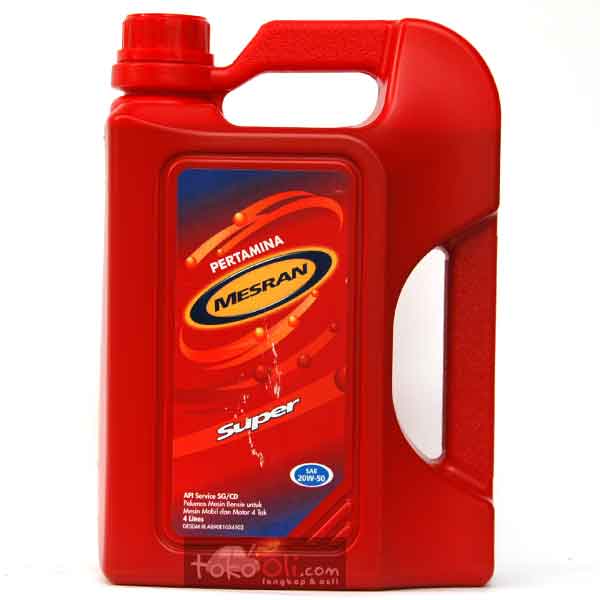 PERTAMINA
MESRAN
Super
SAE
20W-50
API Service SG/CD
Pelumas Mesin Bensin untuk
Mesin Mobil dan Motor 4 Tak
4 Litres
tokooli.com
lengkap & asli